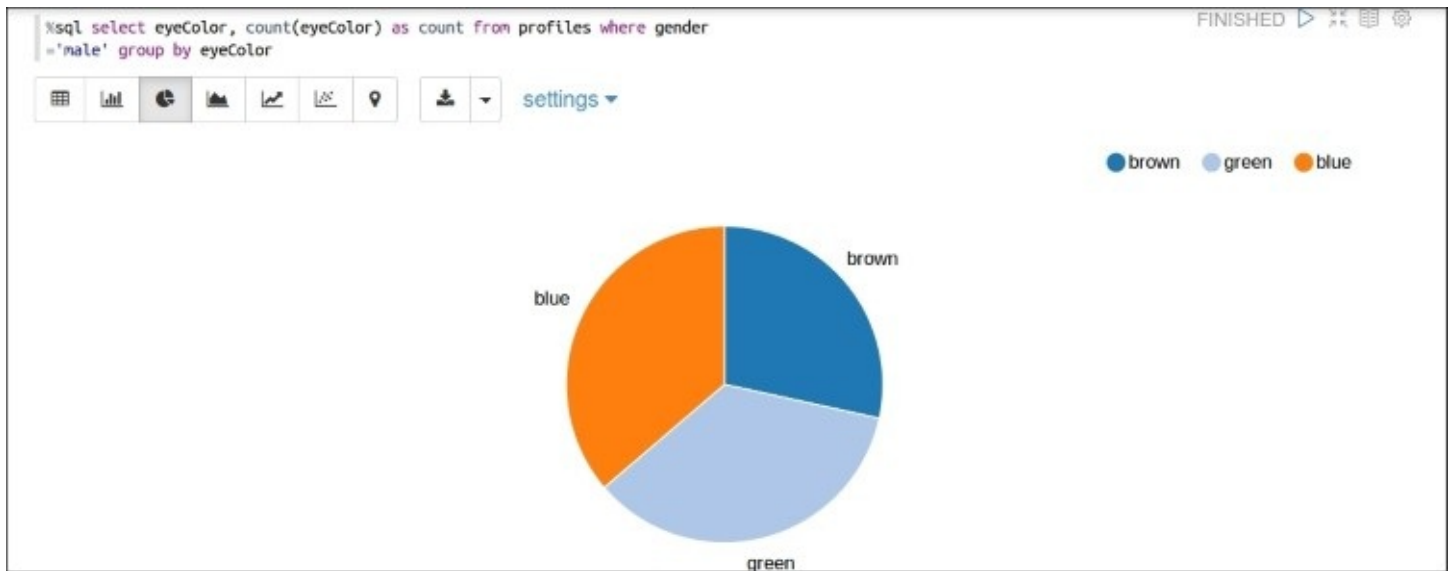 %sql select eyeColor, count(eyeColor) as count from profiles where gender
='male' group by eyeColor
FINISHED
settings
brown green blue
brown
blue
green